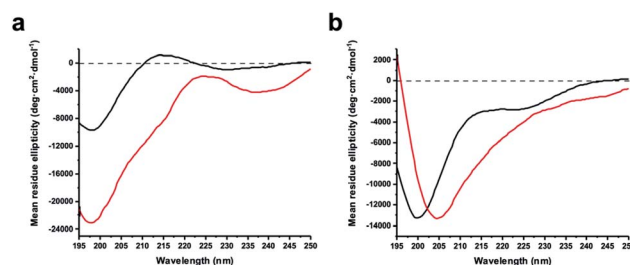 a
b
Mean residue ellipticity (deg·cm²·dmol⁻¹)
0
-4000
-8000
-12000
-16000
-20000
-24000
195 200 205 210 215 220 225 230 235 240 245 250
Wavelength (nm)
Mean residue ellipticity (deg·cm²·dmol⁻¹)
2000
0
-2000
-4000
-6000
-8000
-10000
-12000
-14000
195 200 205 210 215 220 225 230 235 240 245 250
Wavelength (nm)